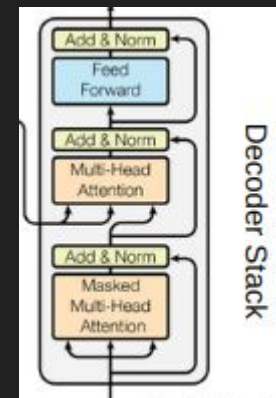 Add & Norm
Feed
Forward
Add & Norm
Multi-Head
Attention
Add & Norm
Masked
Multi-Head
Attention
Decoder Stack